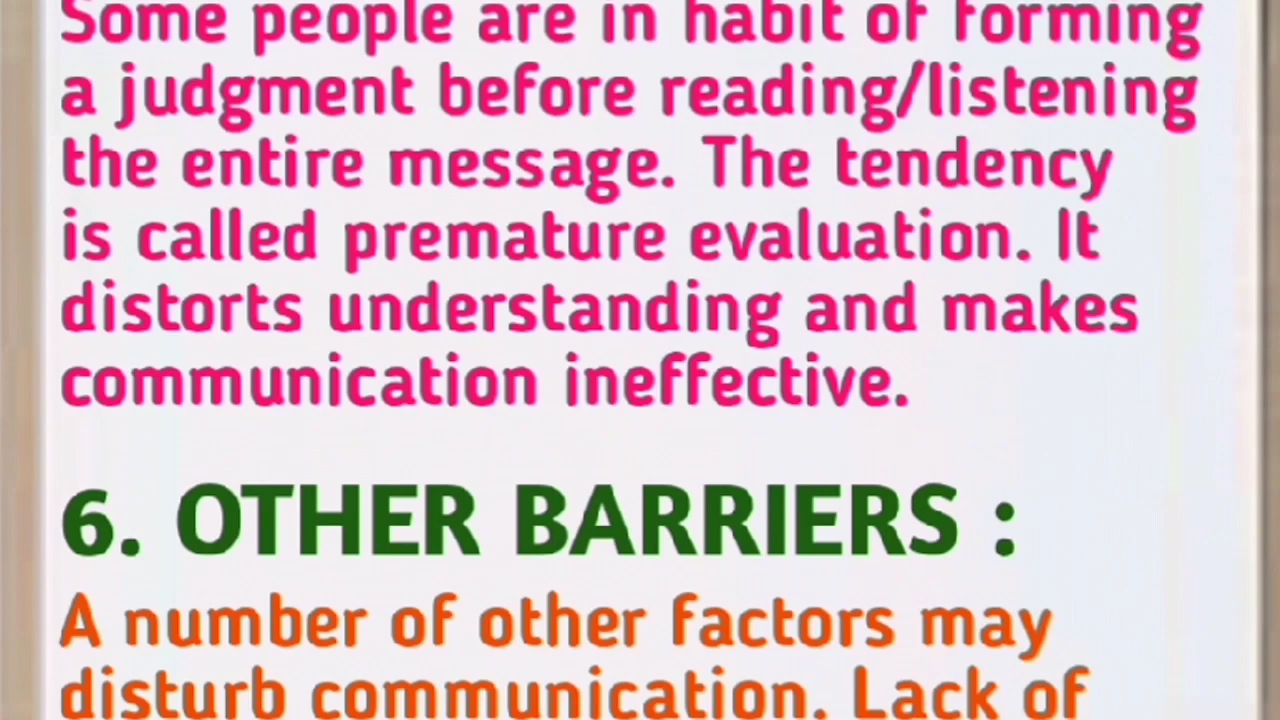 Some people are in habit of forming
a judgment before reading/listening
the entire message. The tendency
is called premature evaluation. It
distorts understanding and makes
communication ineffective.
6. OTHER BARRIERS :
A number of other factors may
disturb communication. Lack of